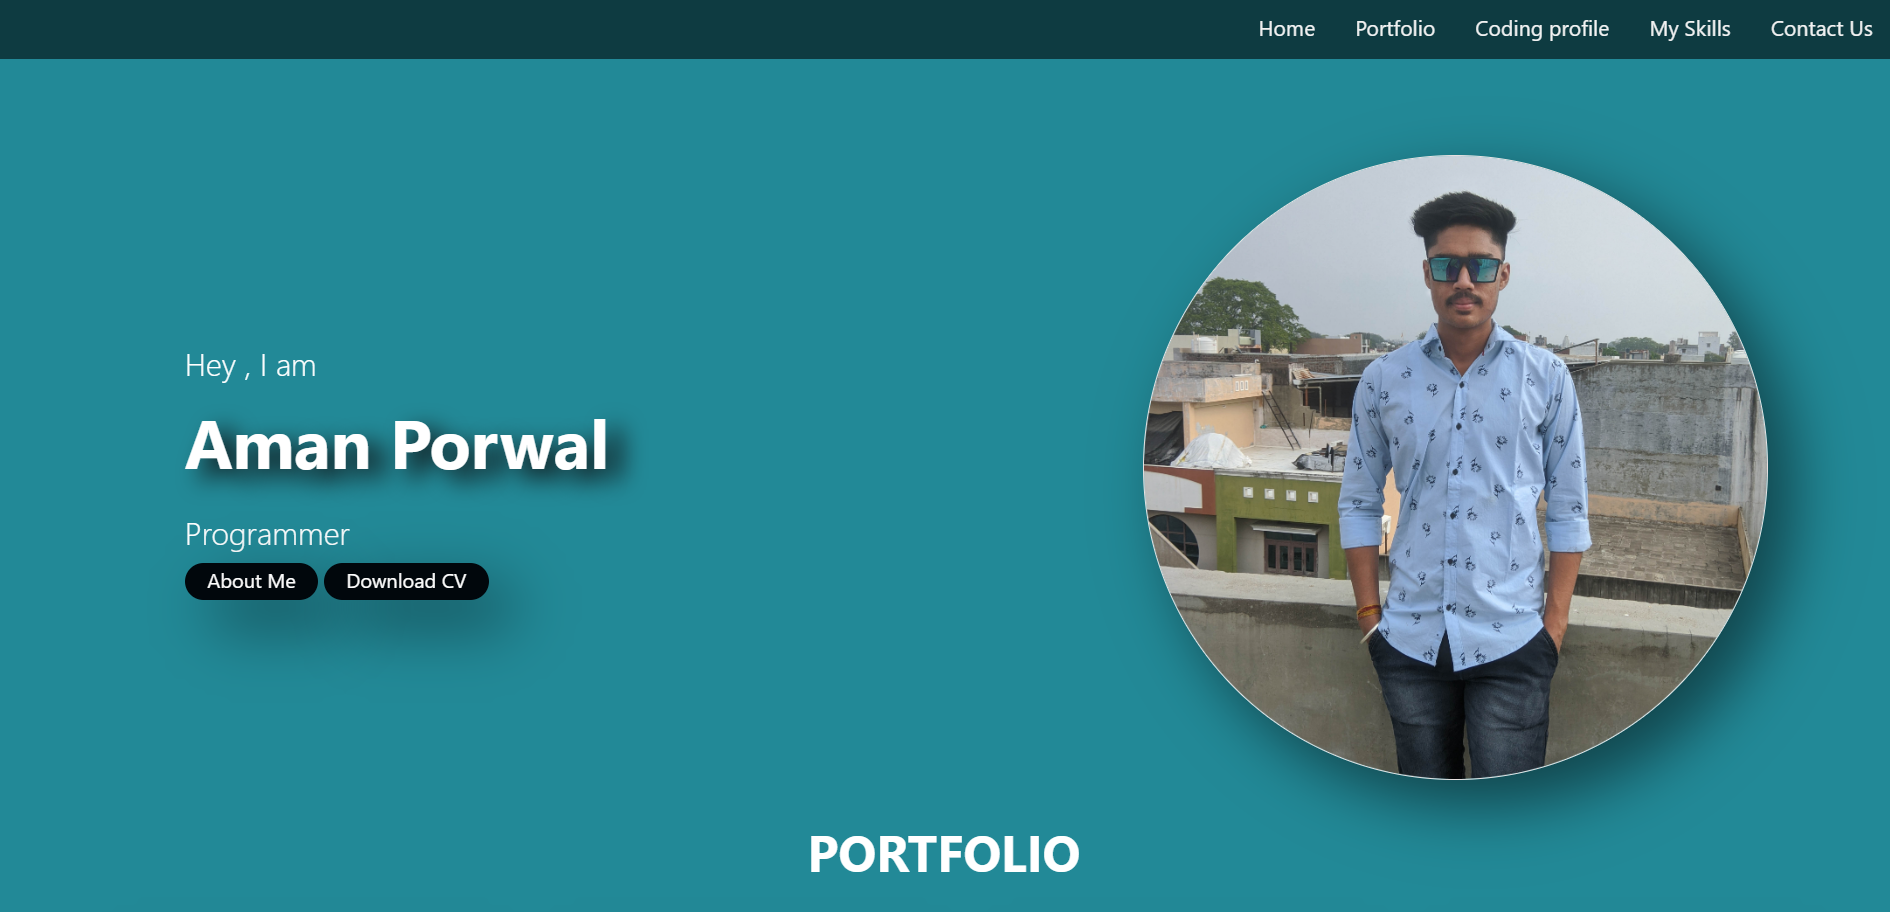 Home Portfolio Coding profile My Skills Contact Us
Hey , I am
Aman Porwal
Programmer
About Me Download CV
PORTFOLIO